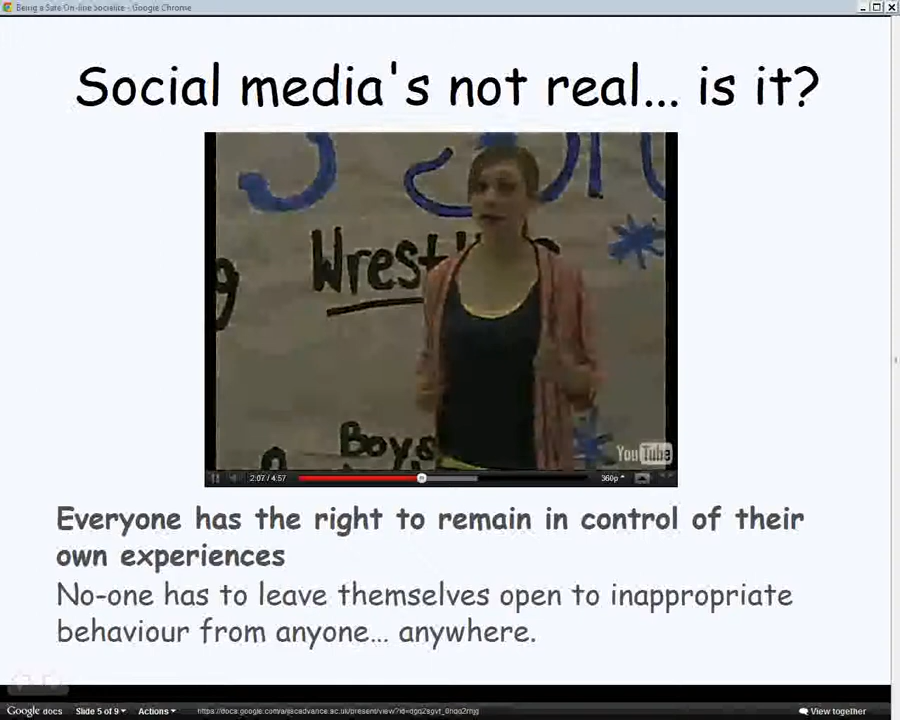 Being a Safe On-line Socialite - Google Chrome
Social media's not real... is it?
Wrest
Boys
You Tube
2:07 / 4:57
360p
Everyone has the right to remain in control of their
own experiences
No-one has to leave themselves open to inappropriate
behaviour from anyone... anywhere.
Google docs Slide 5 of 9 Actions View together